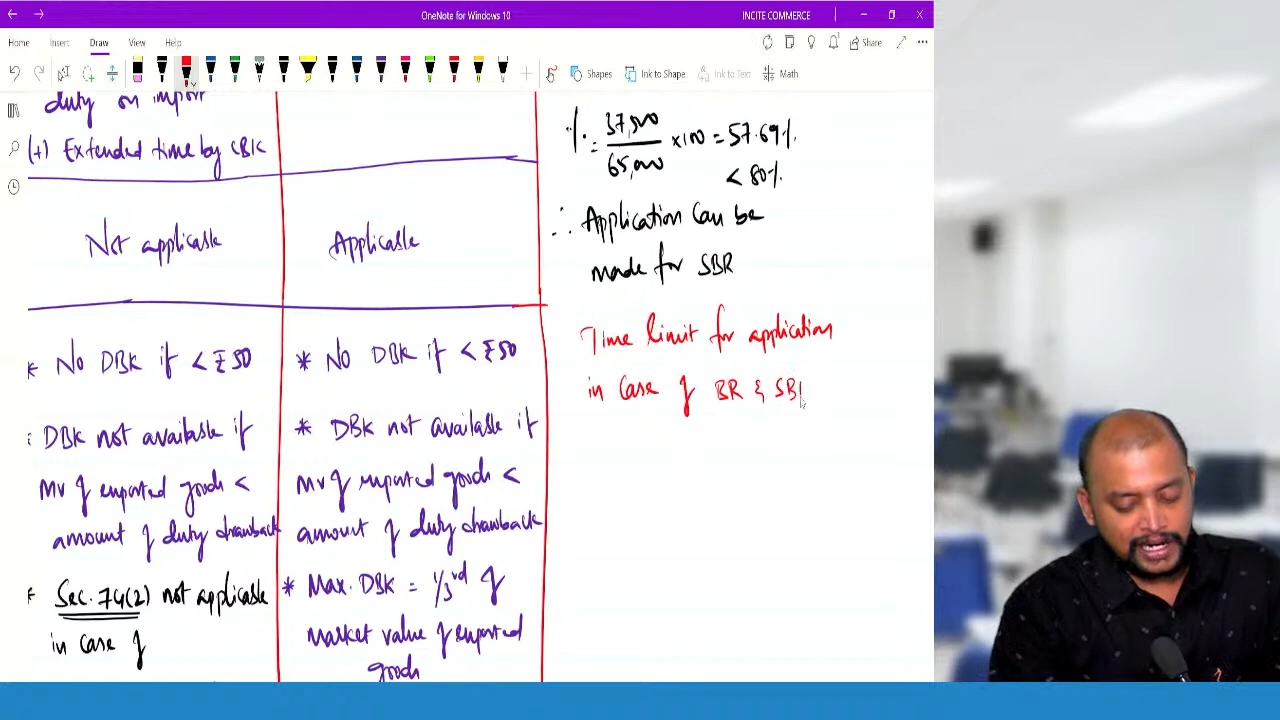 OneNote for Windows 10
INCITE COMMERCE
Home Insert Draw View Help
Share
Shapes Ink to Shape Ink to Text Math
duty on import
(+) Extended time by CBIC
Not applicable
Applicable
* No DBK if < ₹50
: DBK not available if
MV of exported goods <
amount of duty drawback
* Sec. 74(2) not applicable
in case of
* No DBK if < ₹50
* DBK not available if
MV of exported goods <
amount of duty drawback
* Max. DBK = 1/3rd of
market value of exported
goods
% = 37,500 / 65,000 × 100 = 57.69%
< 80%
∴ Application can be
made for SBR
Time limit for application
in case of BR & SB